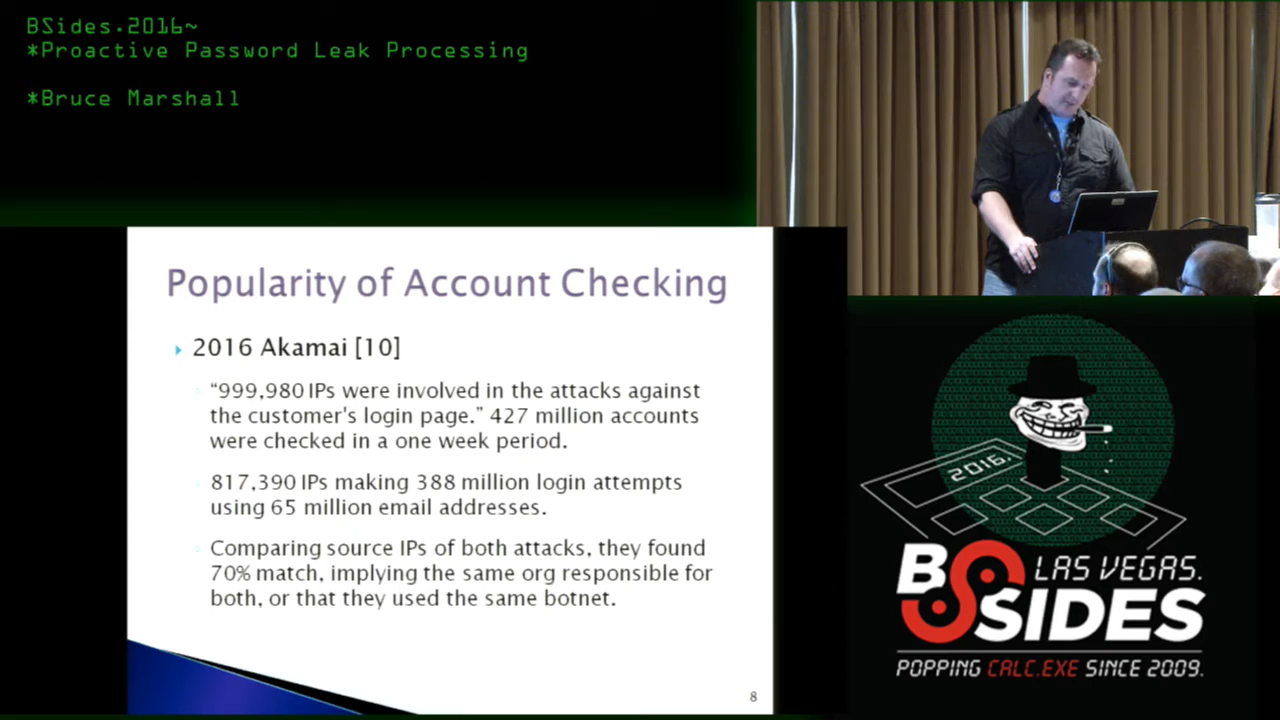 BSides.2016~
*Proactive Password Leak Processing
*Bruce Marshall
Popularity of Account Checking
2016 Akamai [10]
“999,980 IPs were involved in the attacks against
the customer's login page.” 427 million accounts
were checked in a one week period.
817,390 IPs making 388 million login attempts
using 65 million email addresses.
Comparing source IPs of both attacks, they found
70% match, implying the same org responsible for
both, or that they used the same botnet.
8
2016.
BSIDES
LAS VEGAS.
POPPING CALC.EXE SINCE 2009.